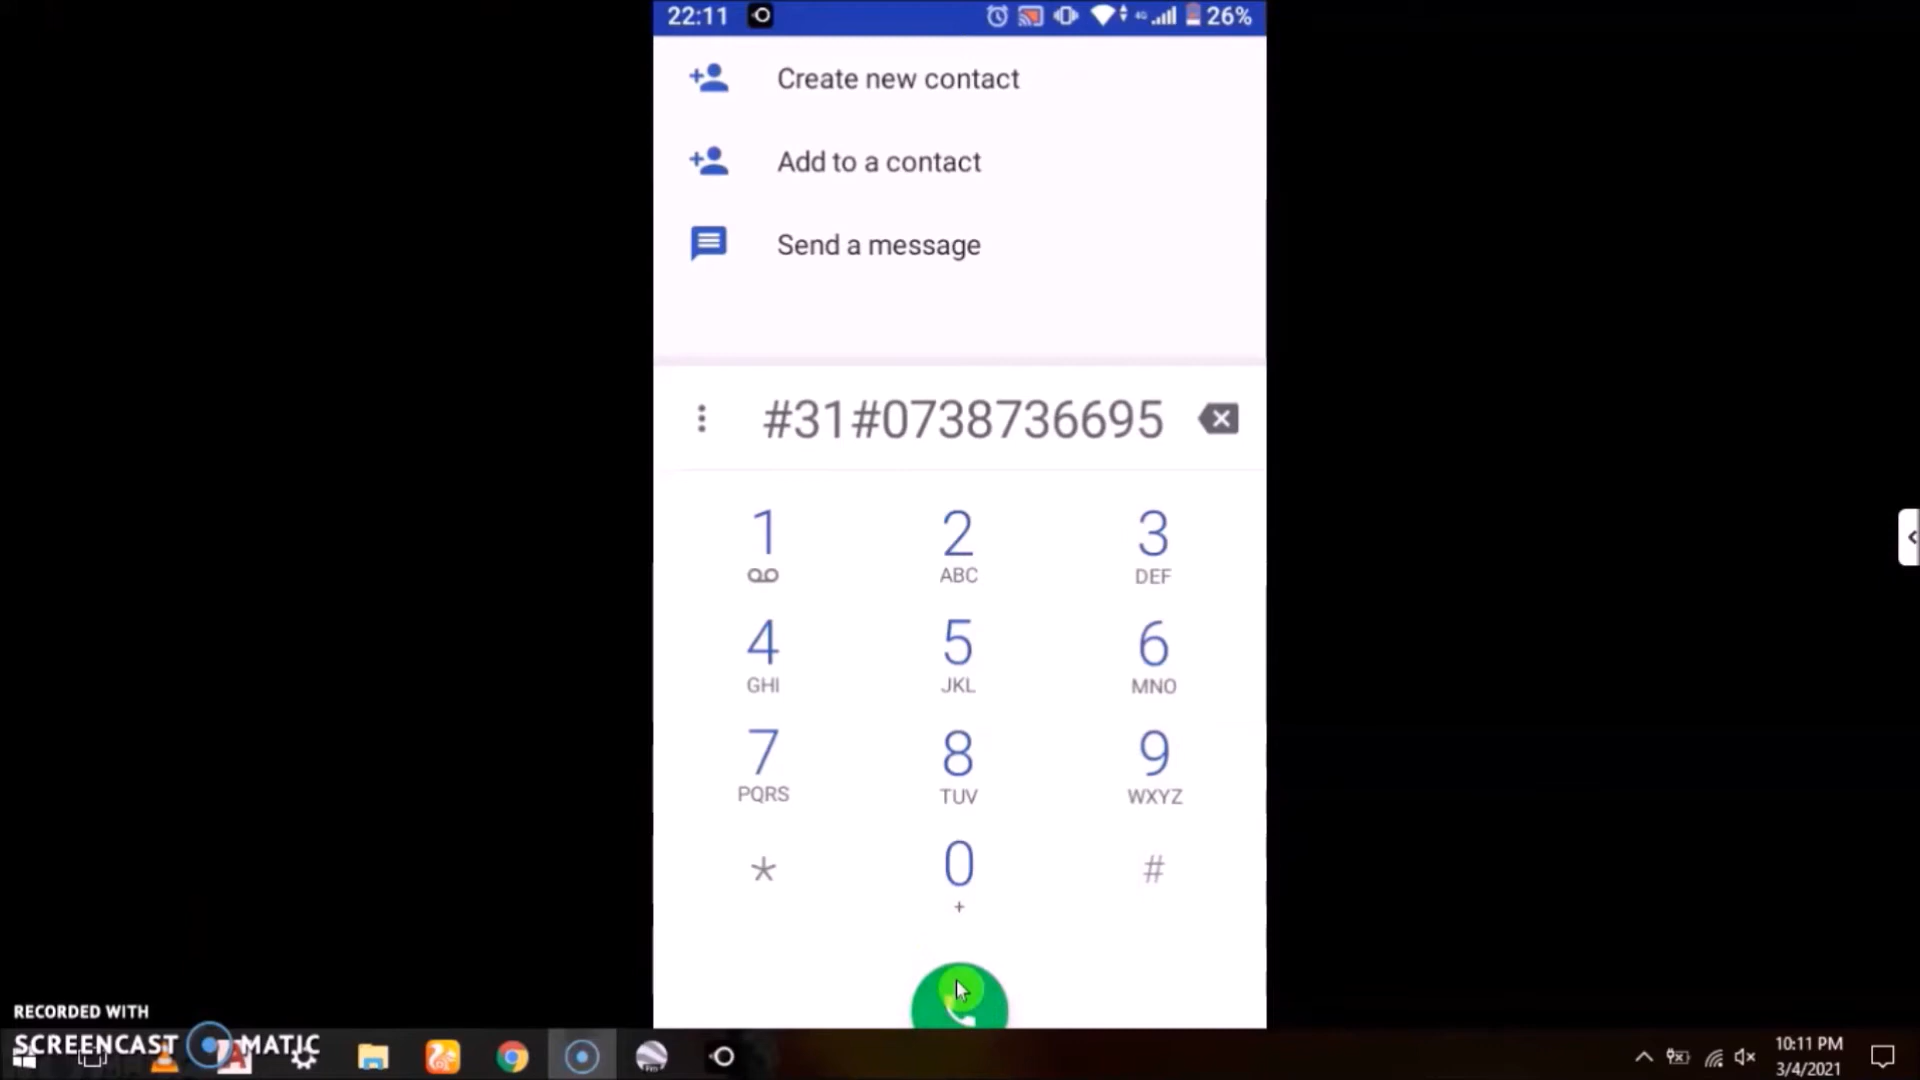 22:11
4G
26%
Create new contact
Add to a contact
Send a message
#31#0738736695
1
2
3
ABC
DEF
4
5
6
GHI
JKL
MNO
7
8
9
PQRS
TUV
WXYZ
*
0
#
+
RECORDED WITH
SCREENCAST MATIC
10:11 PM
3/4/2021